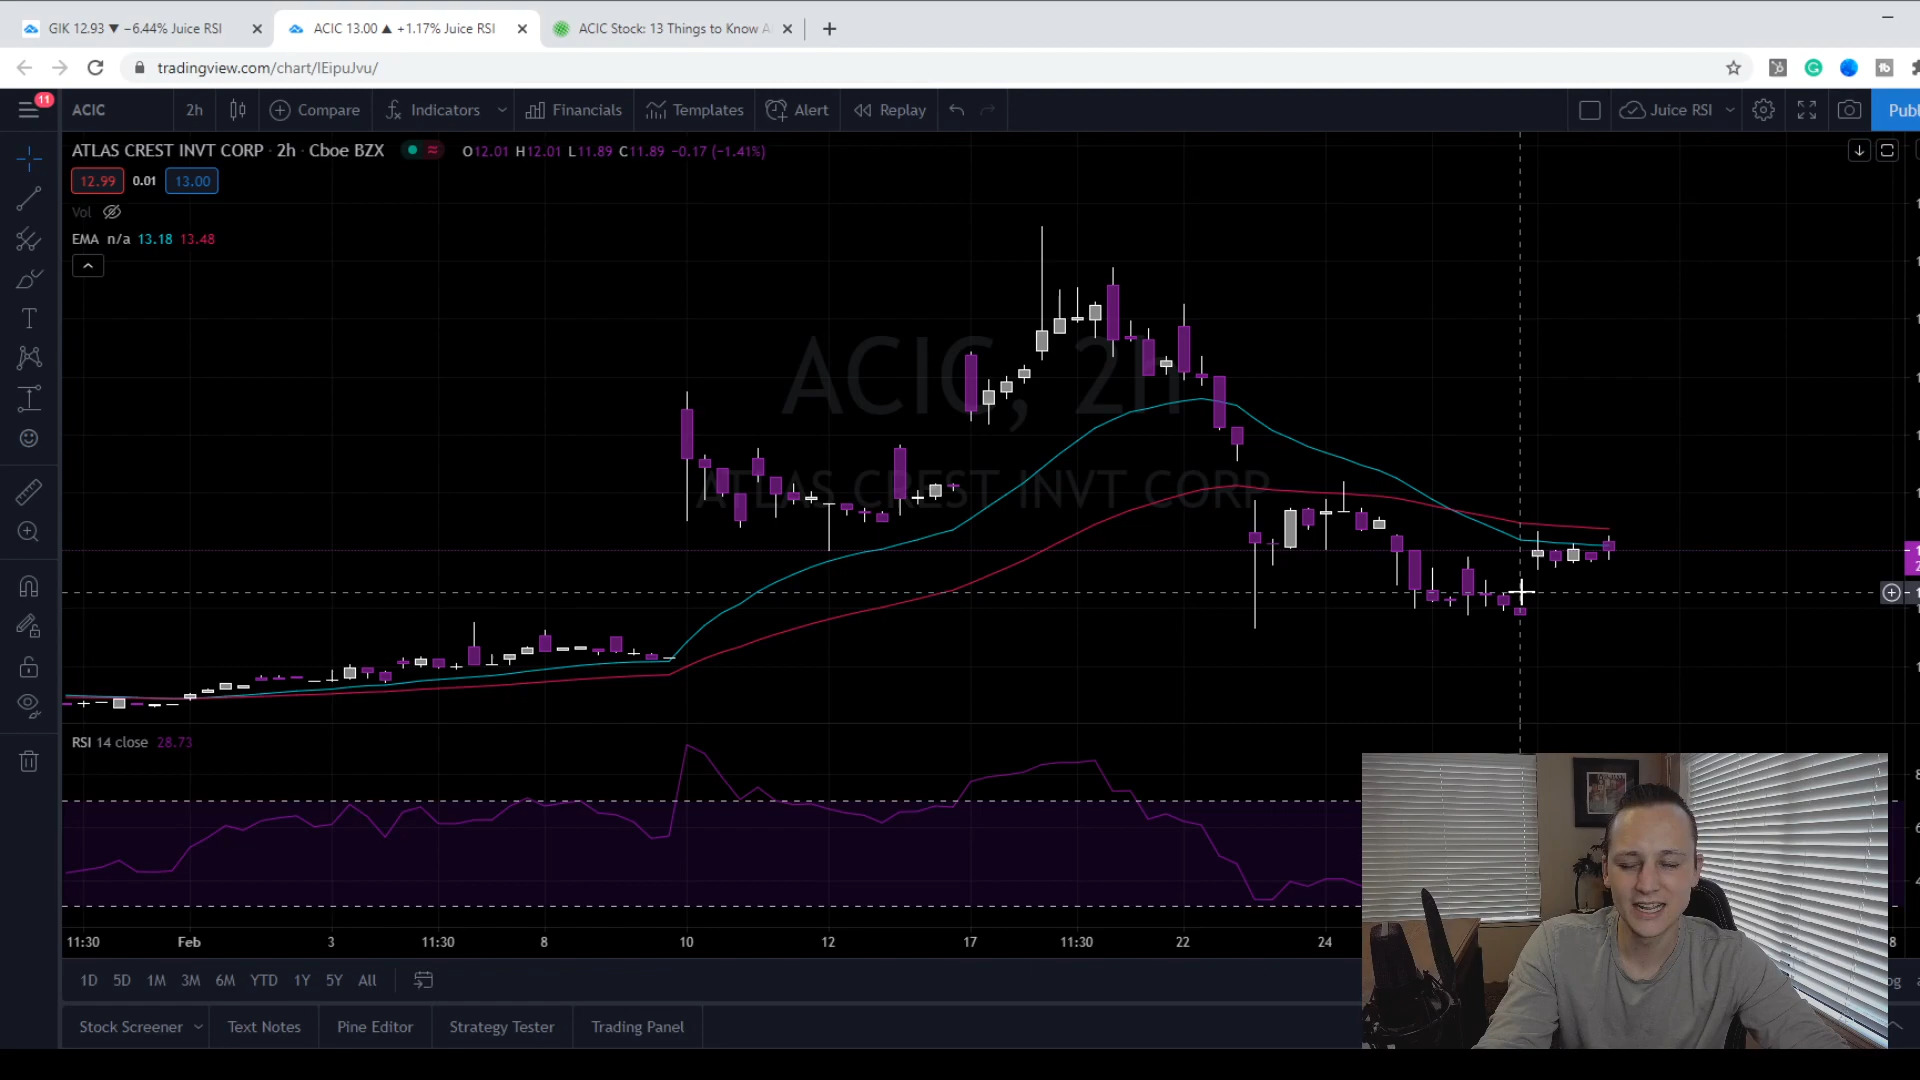 GIK 12.93 ▼ −6.44% Juice RSI
ACIC 13.00 ▲ +1.17% Juice RSI
ACIC Stock: 13 Things to Know A
tradingview.com/chart/lEipuJvu/
11
ACIC
2h
Compare
Indicators
Financials
Templates
Alert
Replay
Juice RSI
Publ
ATLAS CREST INVT CORP · 2h · Cboe BZX
O12.01 H12.01 L11.89 C11.89 −0.17 (−1.41%)
12.99 0.01 13.00
Vol
EMA n/a 13.18 13.48
ACIC, 2h
ATLAS CREST INVT CORP
RSI 14 close 28.73
11:30 Feb 3 11:30 8 10 12 17 11:30 22 24 8
1D 5D 1M 3M 6M YTD 1Y 5Y All
Stock Screener Text Notes Pine Editor Strategy Tester Trading Panel